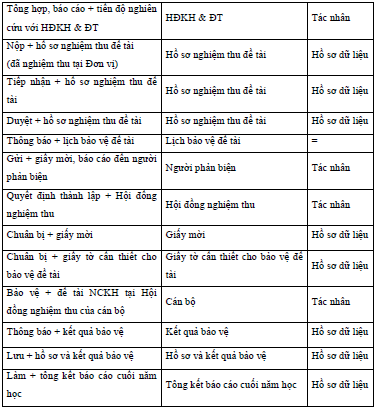 Tổng hợp, báo cáo + tiến độ nghiên HĐKH & ĐT Tác nhân
cứu với HĐKH & ĐT
Nộp + hồ sơ nghiệm thu đề tài Hồ sơ nghiệm thu đề tài Hồ sơ dữ liệu
(đã nghiệm thu tại Đơn vị)
Tiếp nhận + hồ sơ nghiệm thu đề Hồ sơ nghiệm thu đề tài Hồ sơ dữ liệu
tài
Duyệt + hồ sơ nghiệm thu đề tài Hồ sơ nghiệm thu đề tài Hồ sơ dữ liệu
Thông báo + lịch bảo vệ đề tài Lịch bảo vệ đề tài =
Gửi + giấy mời, báo cáo đến người Người phản biện Tác nhân
phản biện
Quyết định thành lập + Hội đồng Hội đồng nghiệm thu Tác nhân
nghiệm thu
Chuẩn bị + giấy mời Giấy mời Hồ sơ dữ liệu
Chuẩn bị + giấy tờ cần thiết cho Giấy tờ cần thiết cho bảo vệ đề Hồ sơ dữ liệu
bảo vệ đề tài tài
Bảo vệ + đề tài NCKH tại Hội Cán bộ Tác nhân
đồng nghiệm thu của cán bộ
Thông báo + kết quả bảo vệ Kết quả bảo vệ Hồ sơ dữ liệu
Lưu + hồ sơ và kết quả bảo vệ Hồ sơ và kết quả bảo vệ Hồ sơ dữ liệu
Làm + tổng kết báo cáo cuối năm Tổng kết báo cáo cuối năm học Hồ sơ dữ liệu
học